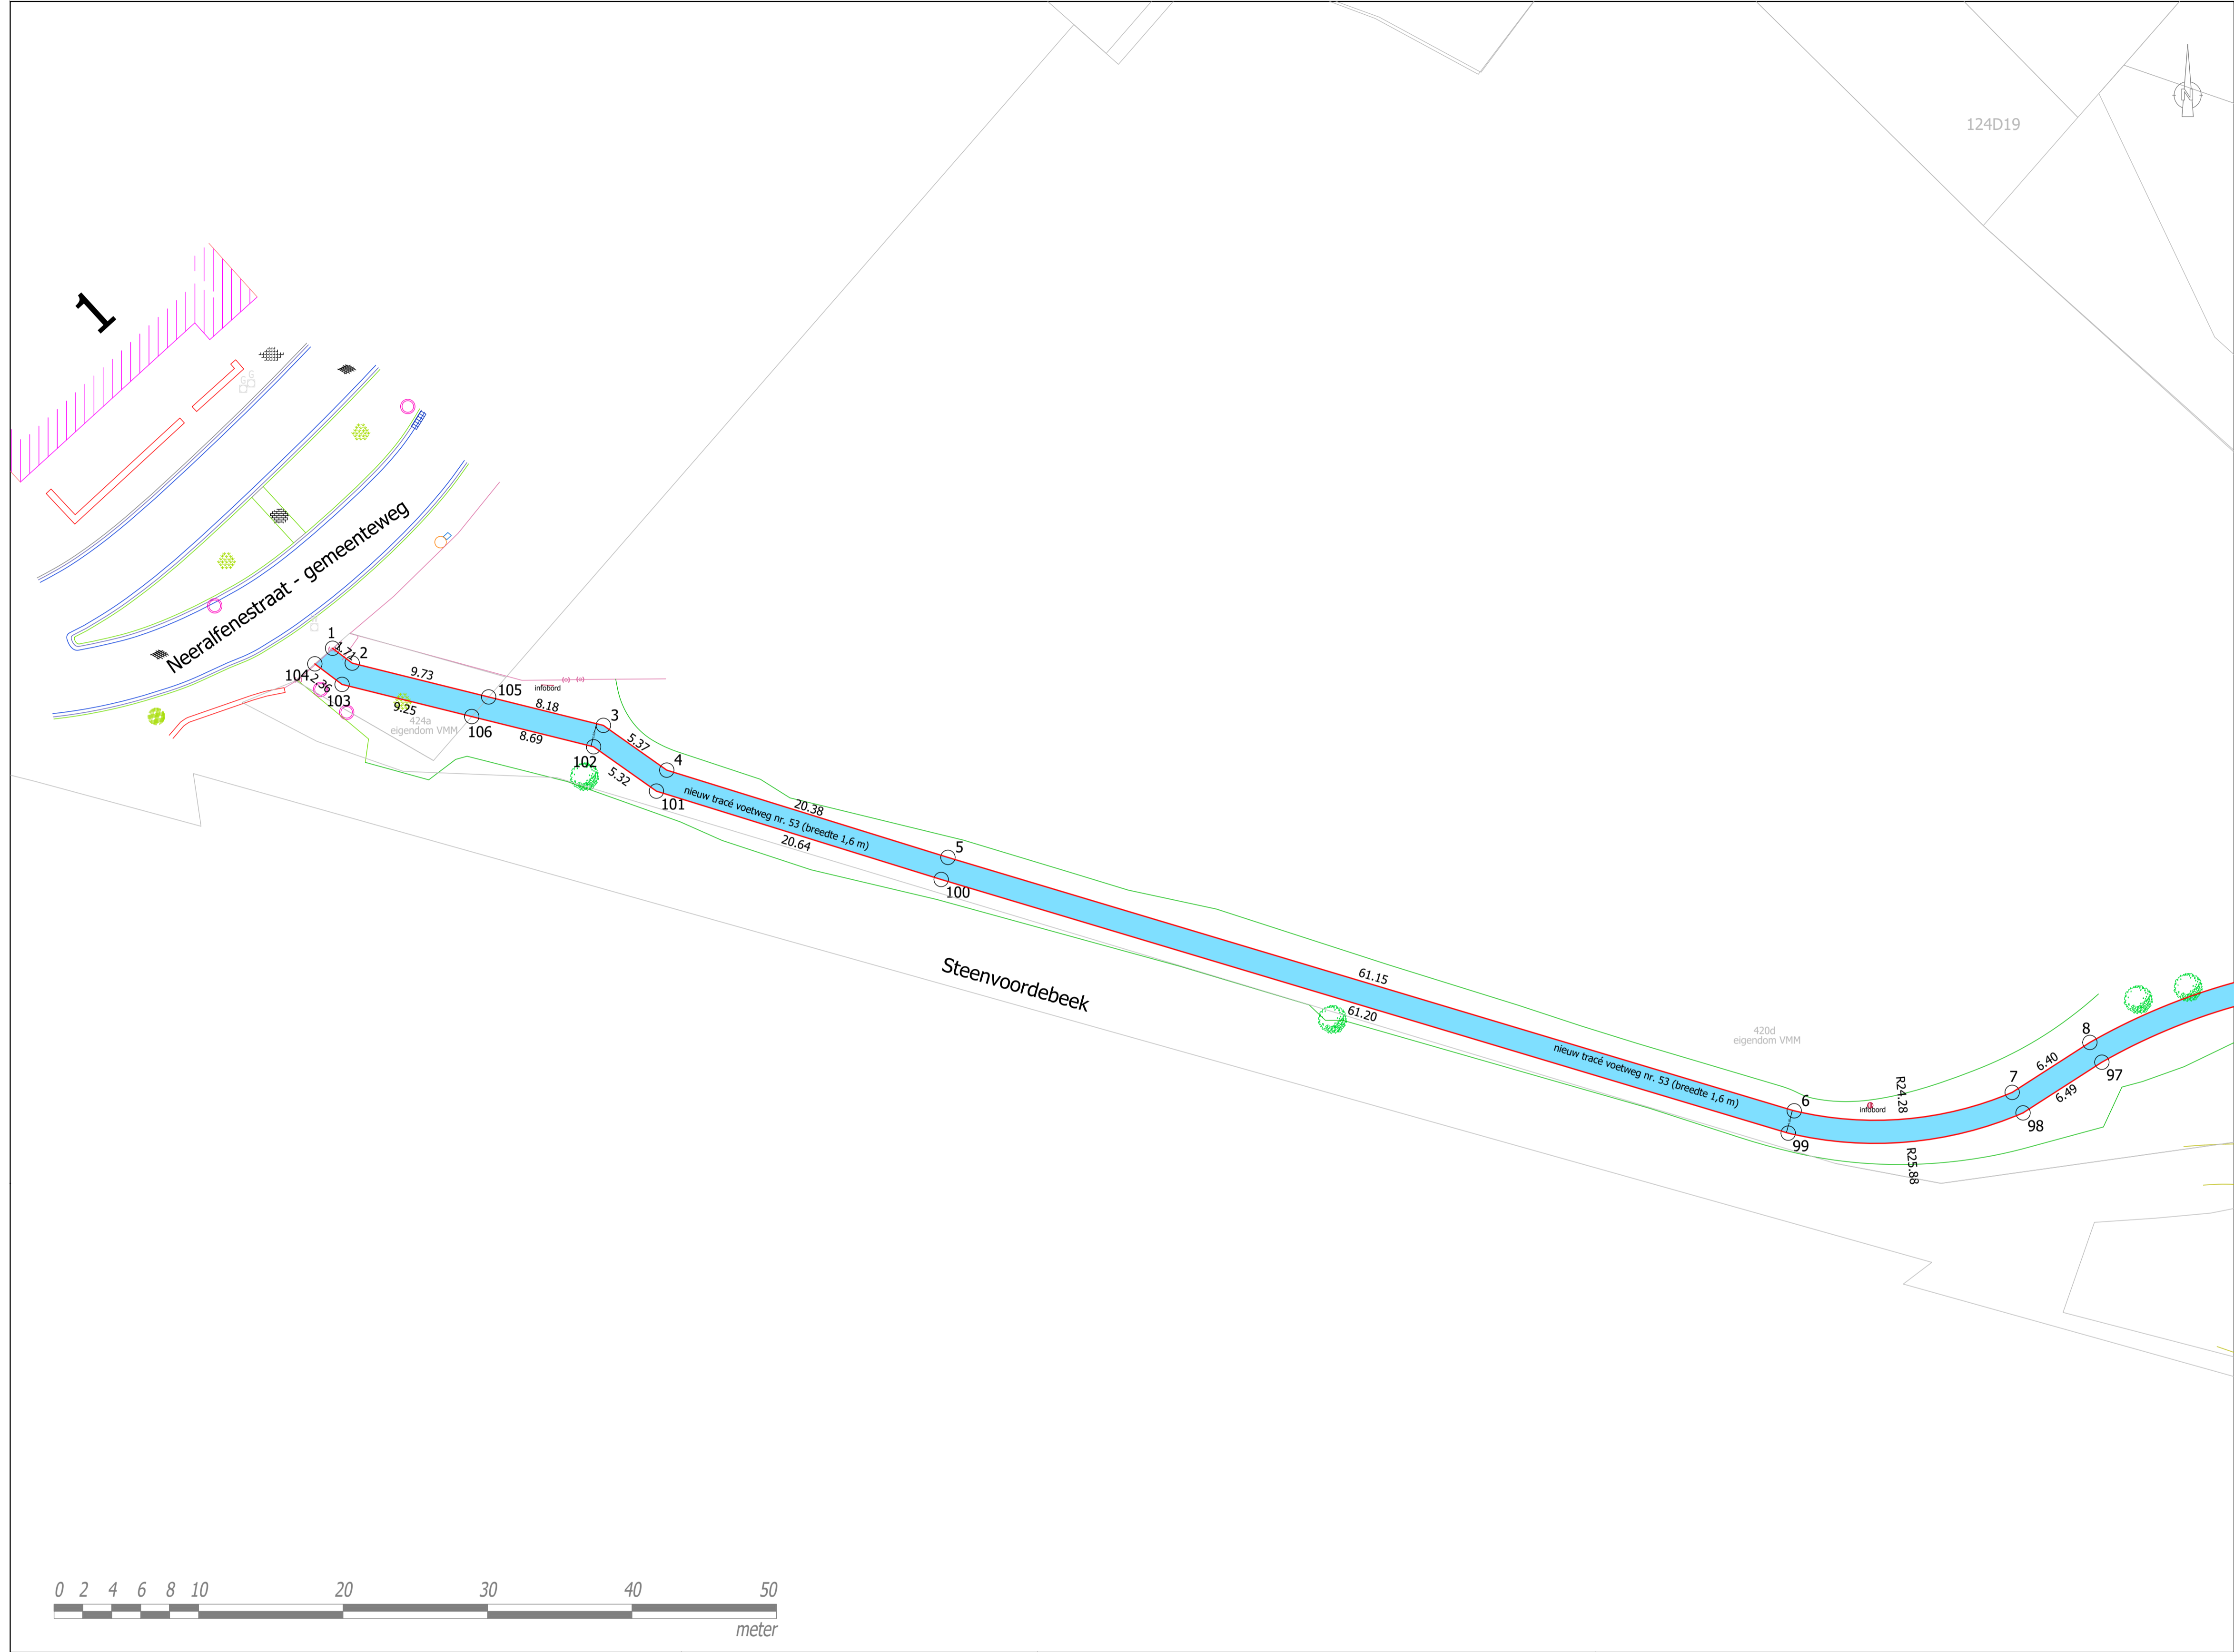 124D19
N
1
G
G
Neeralfenestraat - gemeenteweg
1
1.71
2
104
2.36
103
9.73
9.25
105
infobord
8.18
424a
eigendom VMM
106
8.69
3
102
5.37
5.32
4
101
nieuw tracé voetweg nr. 53 (breedte 1,6 m)
20.38
20.64
5
100
Steenvoordebeek
61.15
61.20
420d
eigendom VMM
nieuw tracé voetweg nr. 53 (breedte 1,6 m)
6
99
infobord
R24.28
R25.88
7
98
6.40
6.49
8
97
0 2 4 6 8 10 20 30 40 50
meter